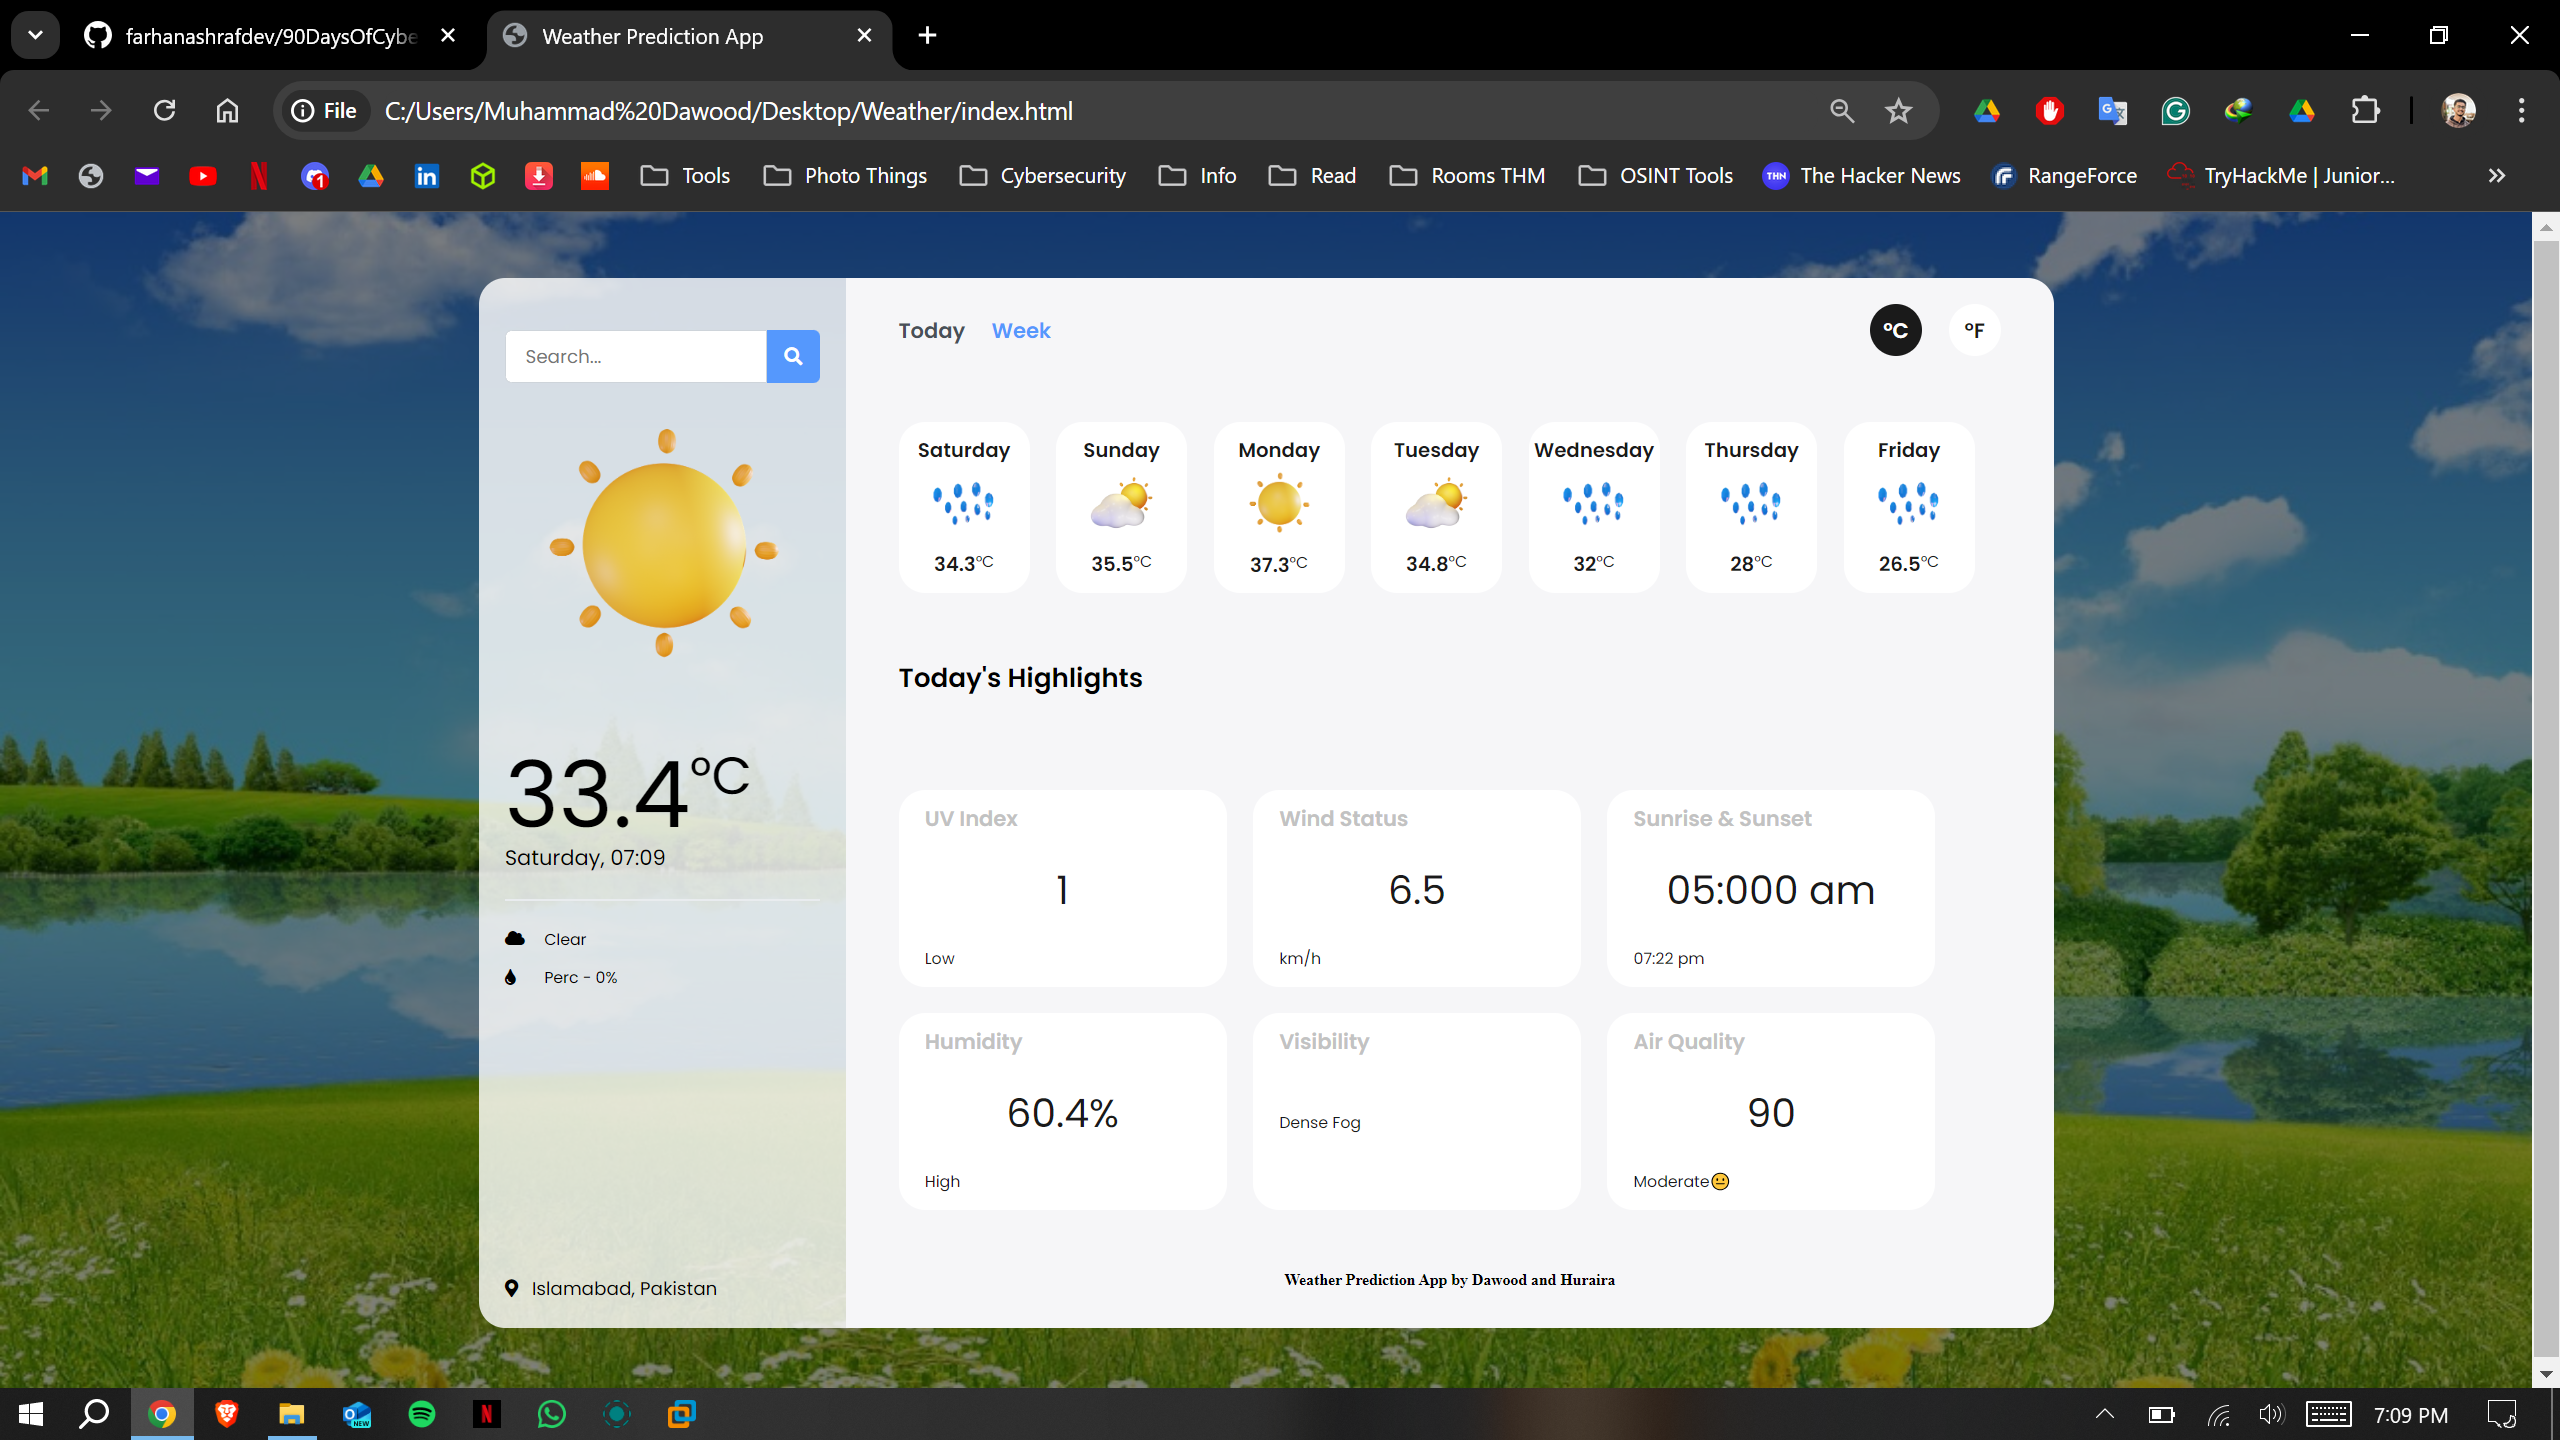 farhanashrafdev/90DaysOfCybe
Weather Prediction App
File
C:/Users/Muhammad%20Dawood/Desktop/Weather/index.html
1
Tools
Photo Things
Cybersecurity
Info
Read
Rooms THM
OSINT Tools
THN
The Hacker News
RangeForce
TryHackMe | Junior...
Search...
33.4°C
Saturday, 07:09
Clear
Perc - 0%
Islamabad, Pakistan
Today Week
°C °F
Saturday
34.3°C
Sunday
35.5°C
Monday
37.3°C
Tuesday
34.8°C
Wednesday
32°C
Thursday
28°C
Friday
26.5°C
Today's Highlights
UV Index
1
Low
Wind Status
6.5
km/h
Sunrise & Sunset
05:000 am
07:22 pm
Humidity
60.4%
High
Visibility
Dense Fog
Air Quality
90
Moderate😐
Weather Prediction App by Dawood and Huraira
NEW
7:09 PM